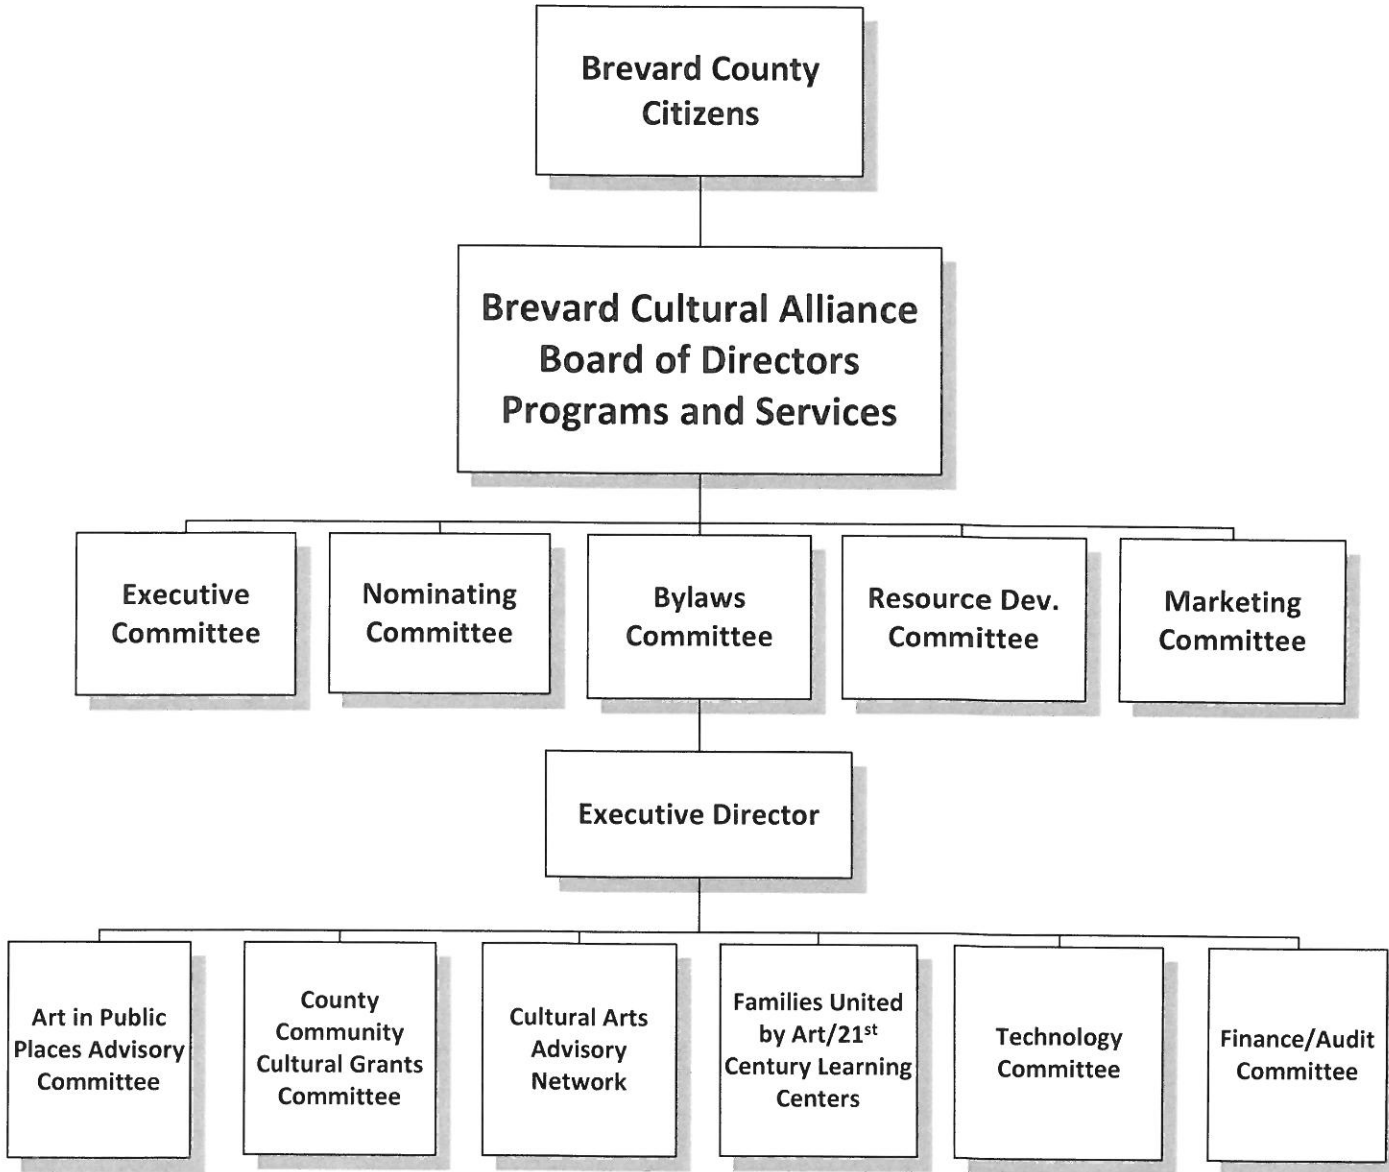 Brevard County
Citizens
Brevard Cultural Alliance
Board of Directors
Programs and Services
Executive
Committee
Nominating
Committee
Bylaws
Committee
Resource Dev.
Committee
Marketing
Committee
Executive Director
Art in Public
Places Advisory
Committee
County
Community
Cultural Grants
Committee
Cultural Arts
Advisory
Network
Families United
by Art/21st
Century Learning
Centers
Technology
Committee
Finance/Audit
Committee